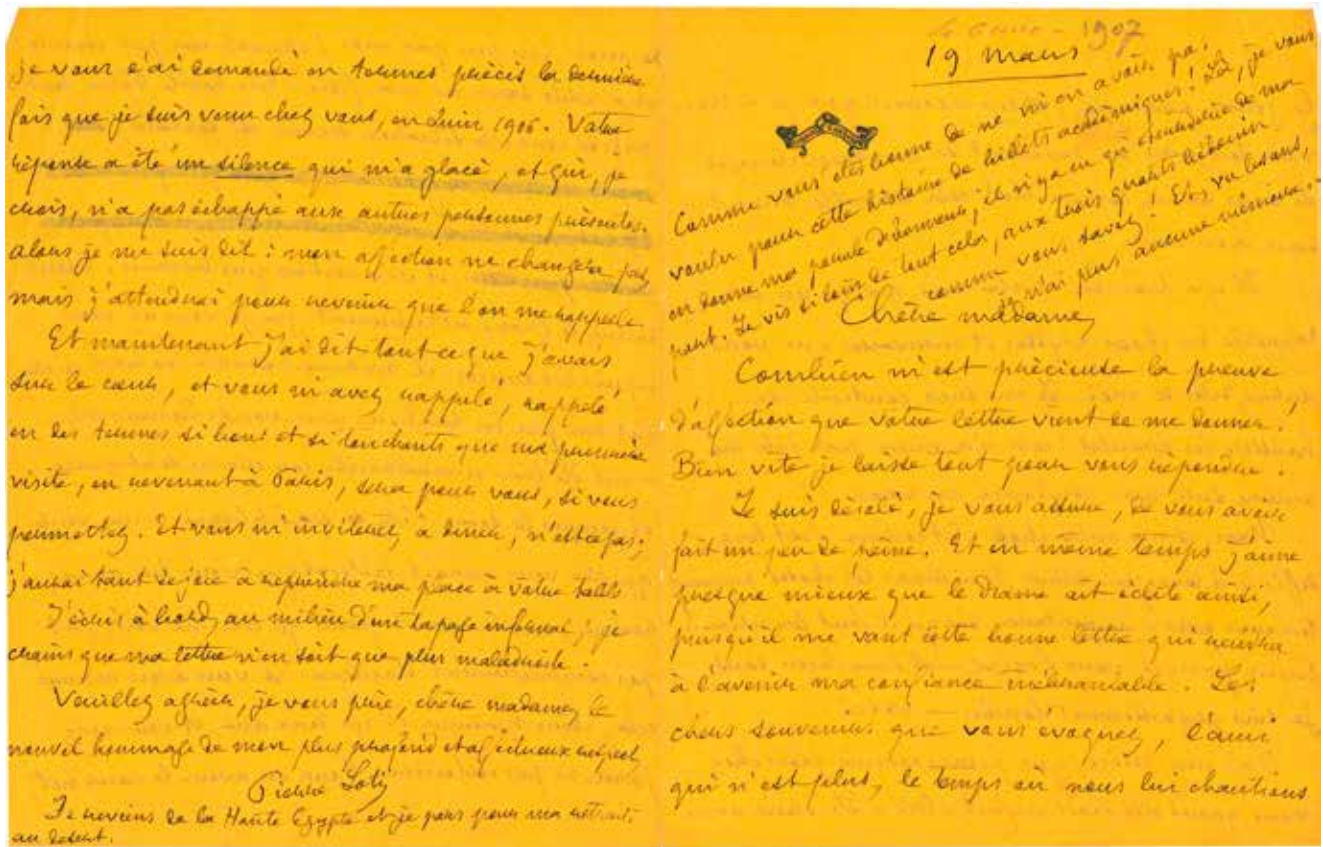 le Caire - 1907
19 mars
Comme vous êtes bonne de ne m'en avoir pas
voulu pour cette histoire de billets académiques! Là, je vous
en donne ma parole d'honneur, il n'y a eu qu'étourderie de ma
part. Je vis si loin de tout cela, aux trois quarts bédouin
comme vous savez! Et, vu les ans,
je n'ai plus aucune mémoire.
Chère madame,
Combien m'est précieuse la preuve
d'affection que votre lettre vient de me donner!
Bien vite je laisse tout pour vous répondre.
Je suis désolé, je vous assure, de vous avoir
fait un peu de peine. Et en même temps j'aime
presque mieux que le drame ait éclaté ainsi,
puisqu'il me vaut cette bonne lettre qui rendra
à l'avenir ma confiance inébranlable. Les
chers souvenirs que vous évoquez, l'ami
qui n'est plus, le temps où nous lui chantions
je vous l'ai demandé en termes précis la dernière
fois que je suis venu chez vous, en Juin 1906. Votre
réponse a été un silence qui m'a glacé, et qui, je
crois, n'a pas échappé aux autres personnes présentes.
Alors je me suis dit : mon affection ne changera pas,
mais j'attendrai pour revenir que l'on me rappelle.
Et maintenant j'ai dit tout ce que j'avais
sur le cœur, et vous m'avez rappelé, rappelé
en des termes si bons et si touchants que ma première
visite, en revenant à Paris, sera pour vous, si vous
permettez. Et vous m'inviterez à dîner, n'est-ce pas;
j'aurai tant de joie à reprendre ma place à votre table
J'écris à bord, au milieu d'un tapage infernal; je
crains que ma lettre n'en soit que plus maladroite.
Veuillez agréer, je vous prie, chère madame, le
nouvel hommage de mon plus profond et affectueux respect
Pierre Loti
Je reviens de la Haute Egypte et je pars pour ma retraite
au désert.